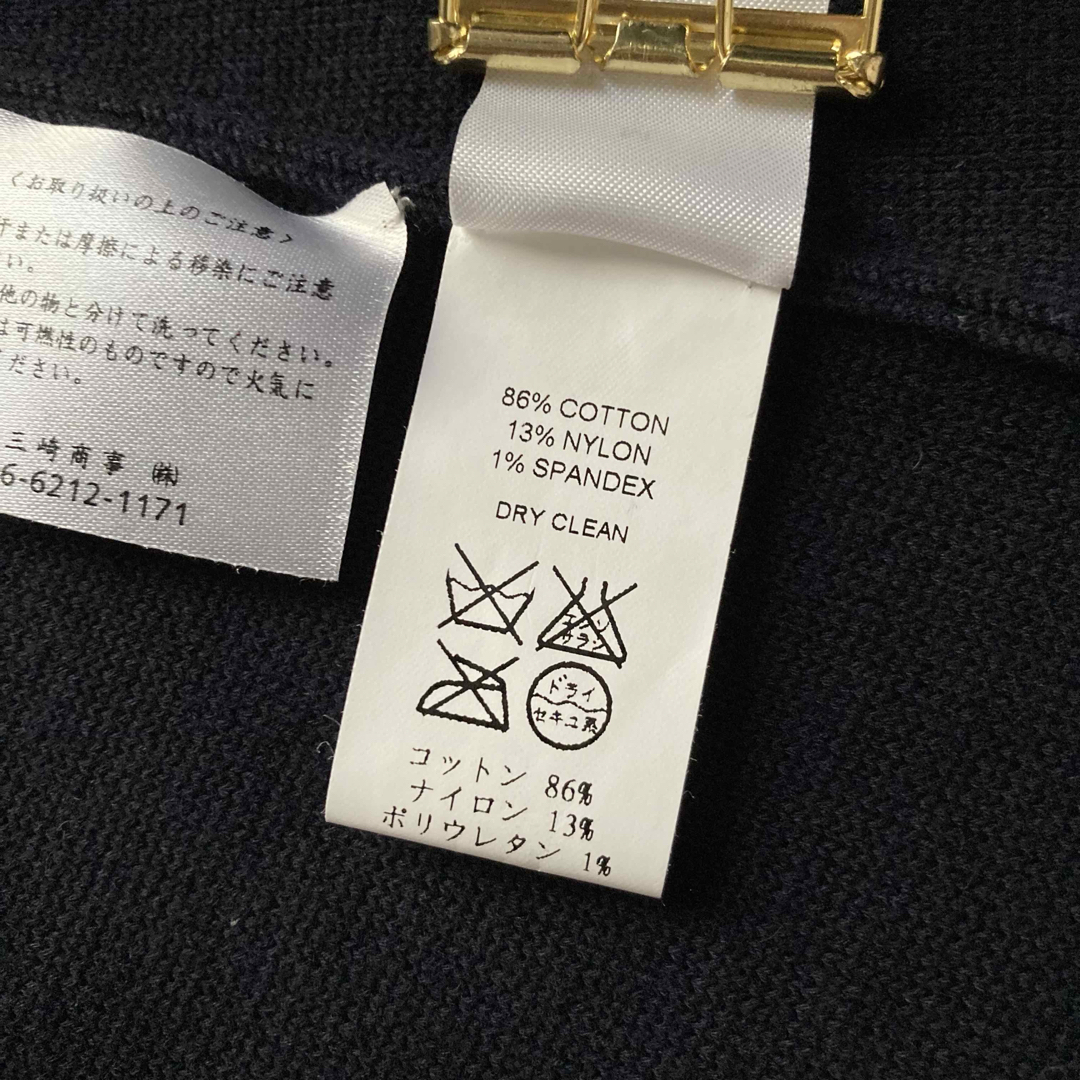 〈お取り扱いの上のご注意〉
汗または摩擦による移染にご注意
い。
他の物と分けて洗ってください。
は可燃性のものですので火気に
ください。
三崎商事 ㈱
6-6212-1171
86% COTTON
13% NYLON
1% SPANDEX
DRY CLEAN
エンソ
サラシ
ドライ
セキユ系
コットン 86%
ナイロン 13%
ポリウレタン 1%